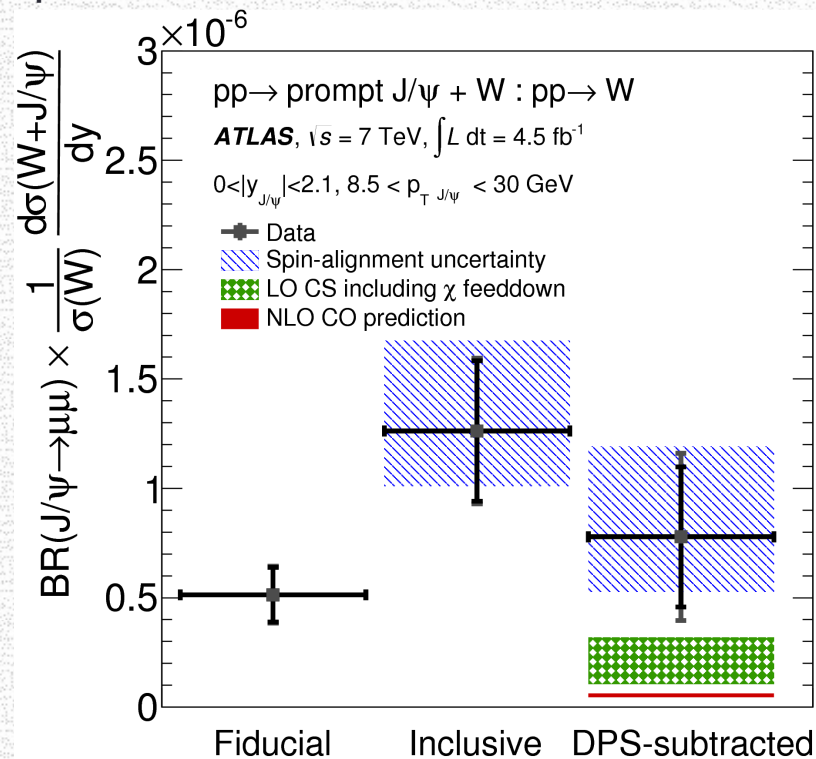 3×10⁻⁶
pp→ prompt J/ψ + W : pp→ W
ATLAS, √s = 7 TeV, ∫L dt = 4.5 fb⁻¹
0<|y_J/ψ|<2.1, 8.5 < p_T J/ψ < 30 GeV
Data
Spin-alignment uncertainty
LO CS including χ feeddown
NLO CO prediction
2.5
2
1.5
1
0.5
0
BR(J/ψ→μμ) × 1/σ(W) dσ(W+J/ψ)/dy
Fiducial Inclusive DPS-subtracted